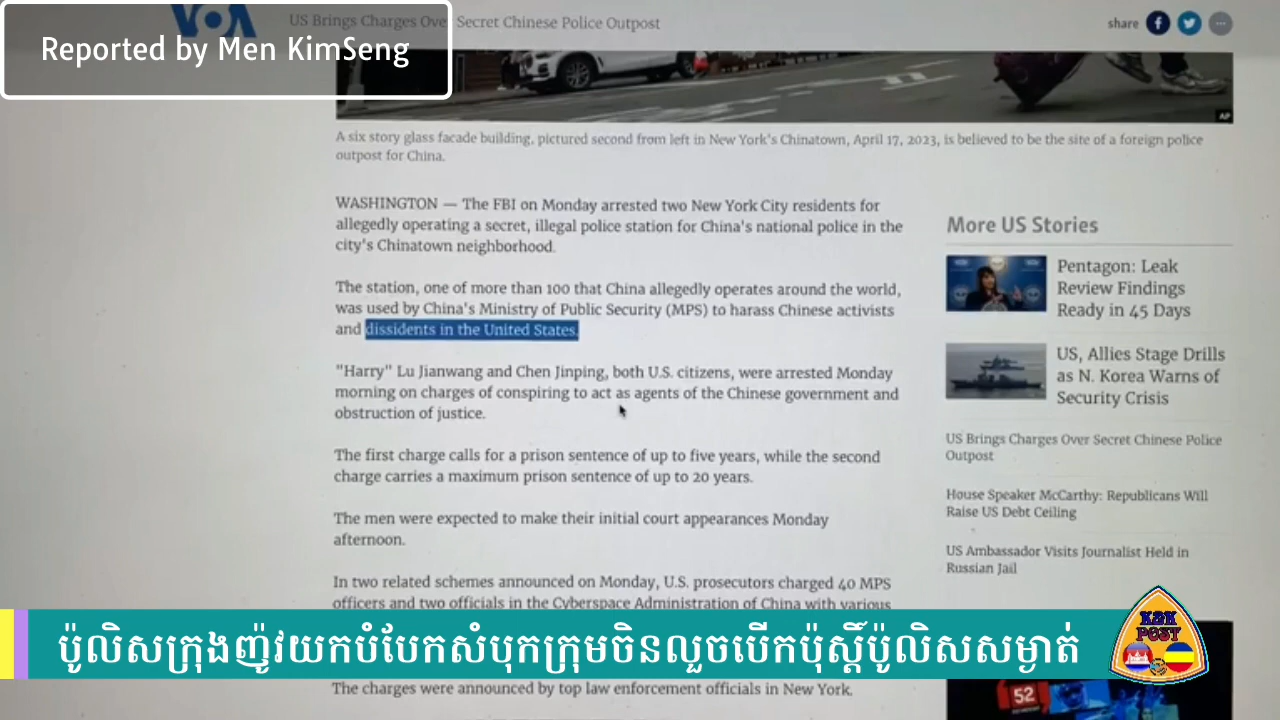 VOA
US Brings Charges Over Secret Chinese Police Outpost
share
Reported by Men KimSeng
AP
A six story glass facade building, pictured second from left in New York's Chinatown, April 17, 2023, is believed to be the site of a foreign police
outpost for China.
WASHINGTON — The FBI on Monday arrested two New York City residents for
allegedly operating a secret, illegal police station for China's national police in the
city's Chinatown neighborhood.
The station, one of more than 100 that China allegedly operates around the world,
was used by China's Ministry of Public Security (MPS) to harass Chinese activists
and dissidents in the United States.
"Harry" Lu Jianwang and Chen Jinping, both U.S. citizens, were arrested Monday
morning on charges of conspiring to act as agents of the Chinese government and
obstruction of justice.
The first charge calls for a prison sentence of up to five years, while the second
charge carries a maximum prison sentence of up to 20 years.
The men were expected to make their initial court appearances Monday
afternoon.
In two related schemes announced on Monday, U.S. prosecutors charged 40 MPS
officers and two officials in the Cyberspace Administration of China with various
The charges were announced by top law enforcement officials in New York.
More US Stories
Pentagon: Leak
Review Findings
Ready in 45 Days
US, Allies Stage Drills
as N. Korea Warns of
Security Crisis
US Brings Charges Over Secret Chinese Police
Outpost
House Speaker McCarthy: Republicans Will
Raise US Debt Ceiling
US Ambassador Visits Journalist Held in
Russian Jail
52
ប៉ូលិសក្រុងញ៉ូវយកបំបែកសំបុកក្រុមចិនលួចបើកប៉ុស្តិ៍ប៉ូលិសសម្ងាត់
K2K
POST